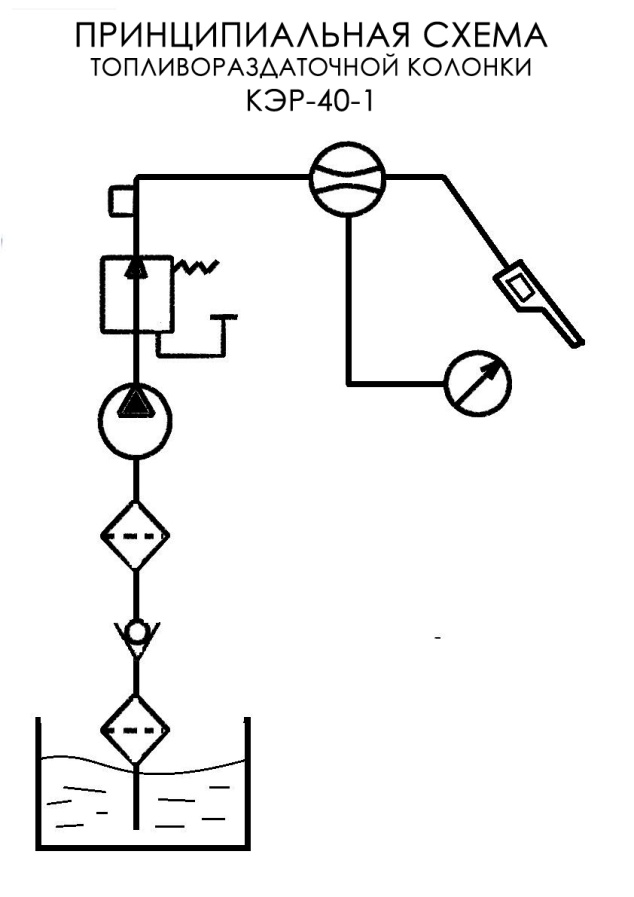 ПРИНЦИПИАЛЬНАЯ СХЕМА
ТОПЛИВОРАЗДАТОЧНОЙ КОЛОНКИ
КЭР-40-1